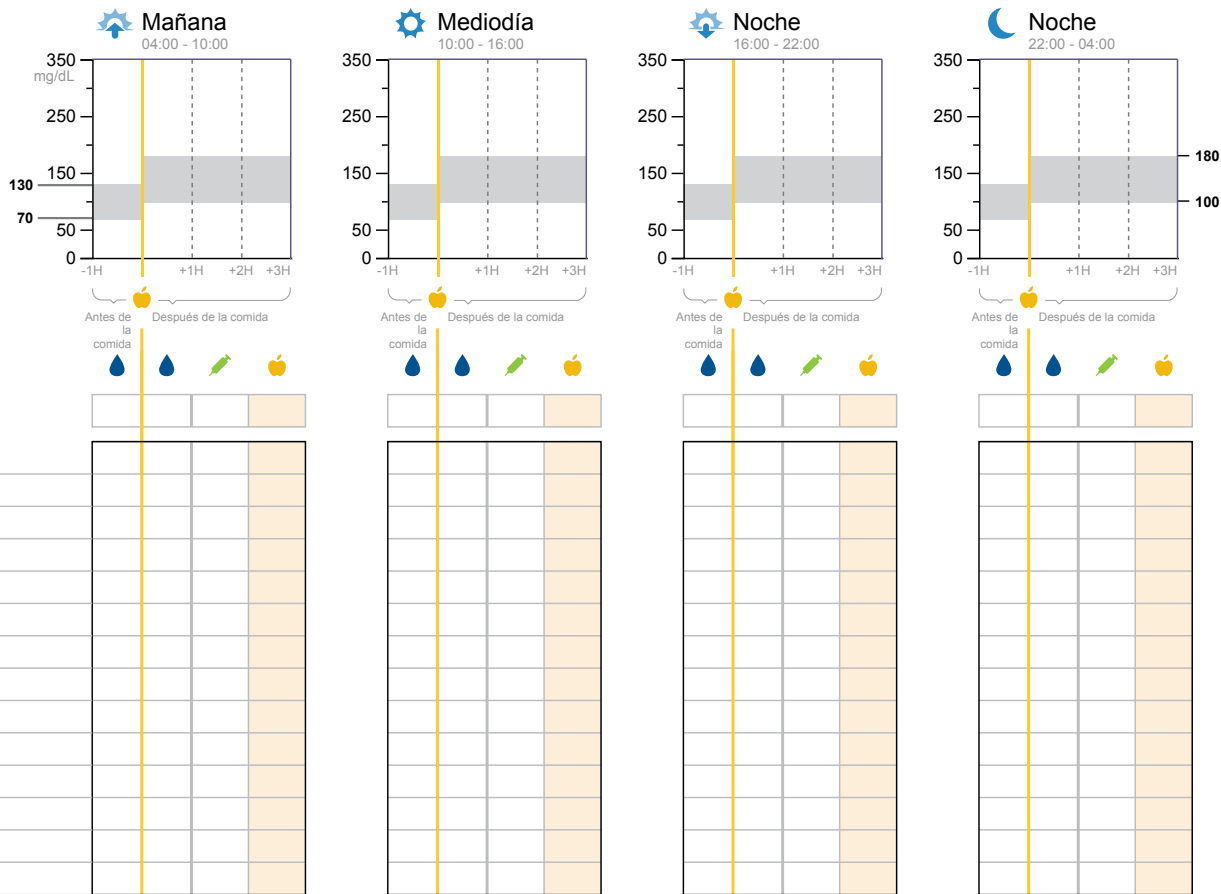 Mañana
04:00 - 10:00
350
mg/dL
250
150
130
70
50
0
-1H +1H +2H +3H
Antes de
la
comida
Después de la comida
Mediodía
10:00 - 16:00
350
250
150
50
0
-1H +1H +2H +3H
Antes de
la
comida
Después de la comida
Noche
16:00 - 22:00
350
250
150
50
0
-1H +1H +2H +3H
Antes de
la
comida
Después de la comida
Noche
22:00 - 04:00
350
250
150
50
0
180
100
-1H +1H +2H +3H
Antes de
la
comida
Después de la comida